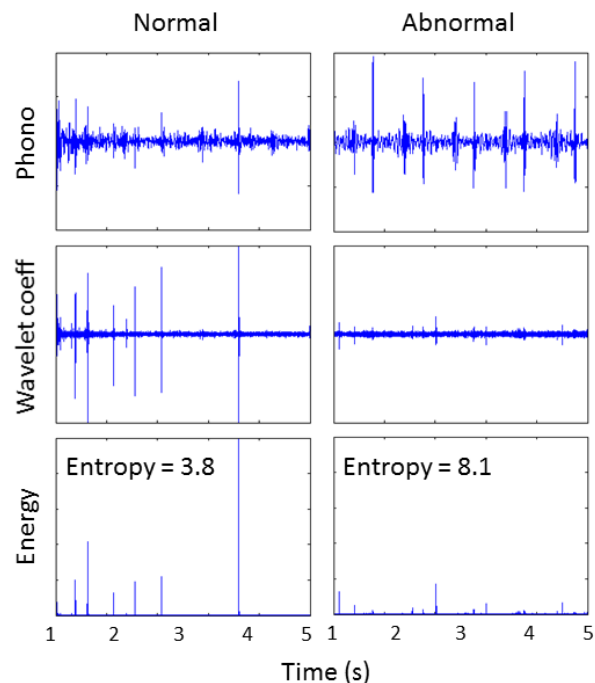 Normal
Abnormal
Phono
Wavelet coeff
Energy
Entropy = 3.8
Entropy = 8.1
1 2 3 4 5
1 2 3 4 5
Time (s)